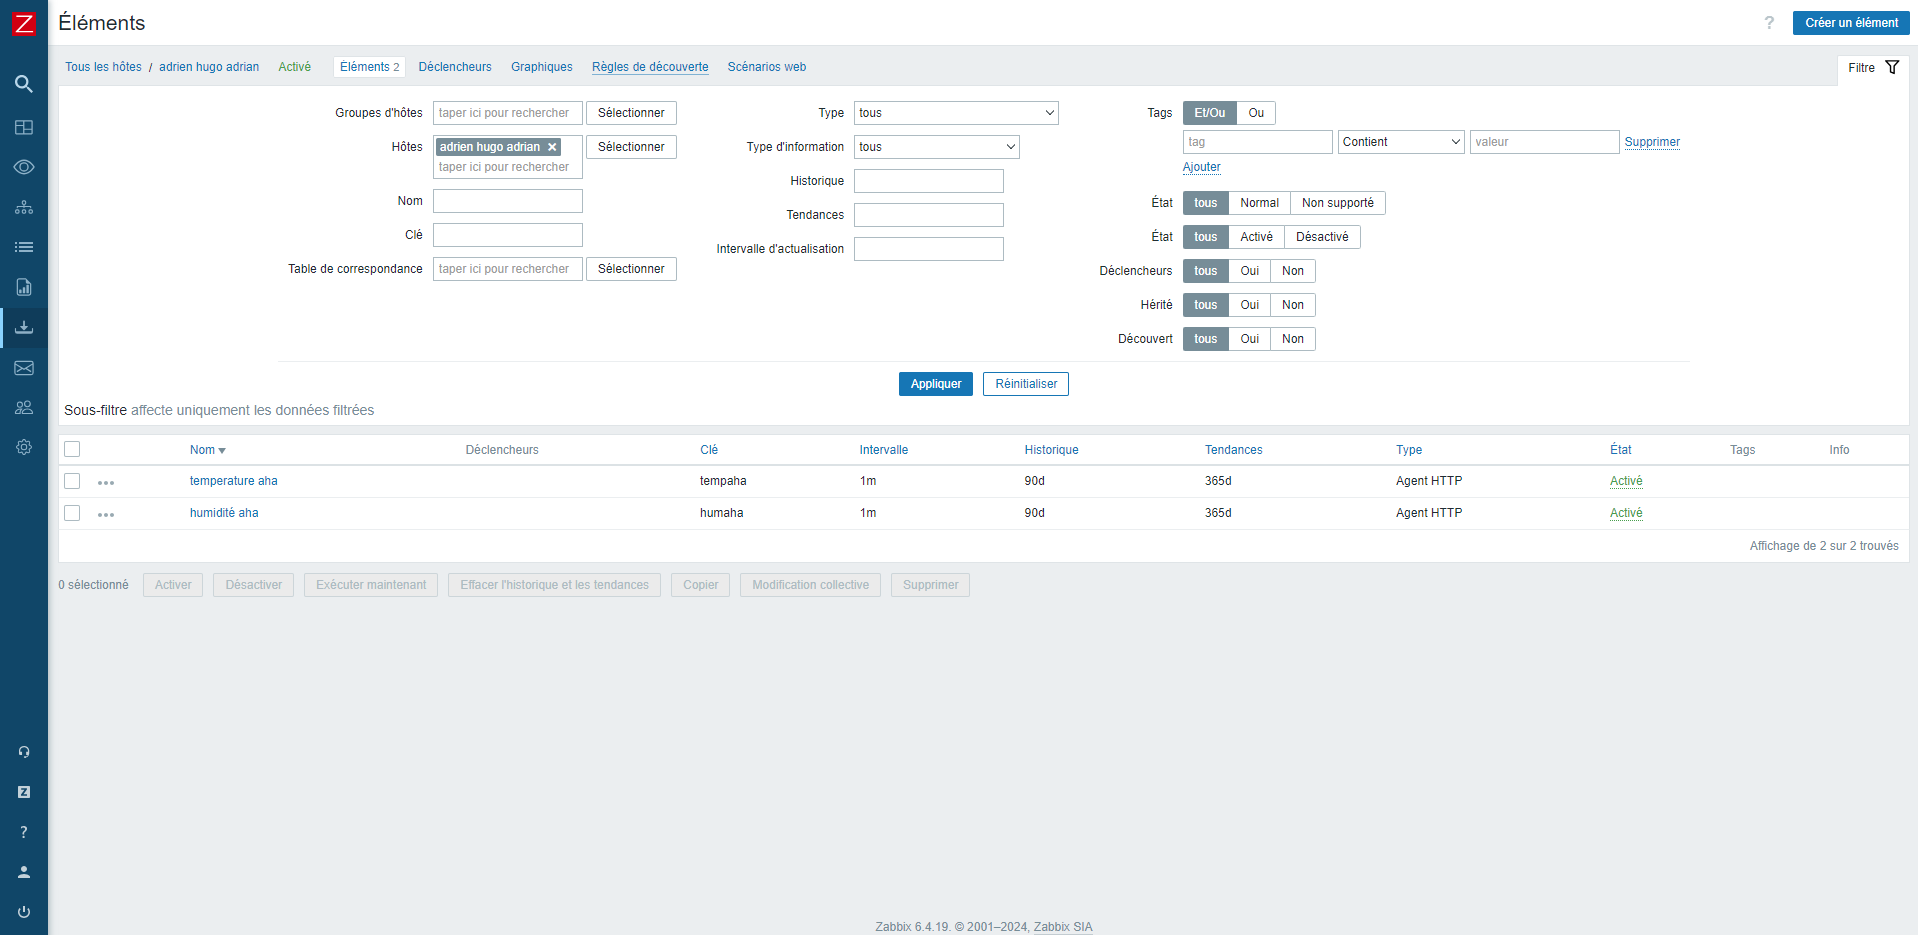 Z
Éléments
?
Créer un élément
Tous les hôtes / adrien hugo adrian Activé Éléments 2 Déclencheurs Graphiques Règles de découverte Scénarios web
Filtre
Groupes d'hôtes taper ici pour rechercher Sélectionner
Hôtes adrien hugo adrian Sélectionner
taper ici pour rechercher
Nom
Clé
Table de correspondance taper ici pour rechercher Sélectionner
Type tous
Type d'information tous
Historique
Tendances
Intervalle d'actualisation
Tags Et/Ou Ou
tag Contient valeur Supprimer
Ajouter
État tous Normal Non supporté
État tous Activé Désactivé
Déclencheurs tous Oui Non
Hérité tous Oui Non
Découvert tous Oui Non
Appliquer Réinitialiser
Sous-filtre affecte uniquement les données filtrées
Nom Déclencheurs Clé Intervalle Historique Tendances Type État Tags Info
temperature aha tempaha 1m 90d 365d Agent HTTP Activé
humidité aha humaha 1m 90d 365d Agent HTTP Activé
Affichage de 2 sur 2 trouvés
0 sélectionné Activer Désactiver Exécuter maintenant Effacer l'historique et les tendances Copier Modification collective Supprimer
Z
?
Zabbix 6.4.19. © 2001–2024, Zabbix SIA